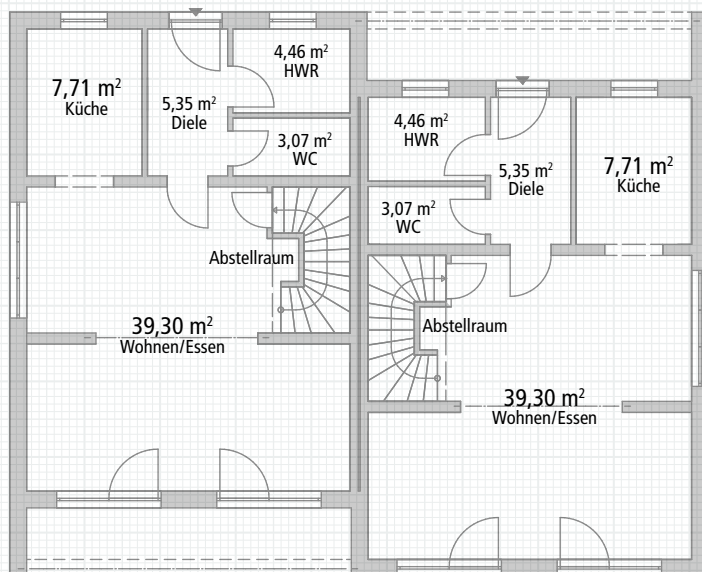 7,71 m²
Küche
5,35 m²
Diele
4,46 m²
HWR
3,07 m²
WC
Abstellraum
39,30 m²
Wohnen/Essen
4,46 m²
HWR
3,07 m²
WC
5,35 m²
Diele
7,71 m²
Küche
Abstellraum
39,30 m²
Wohnen/Essen